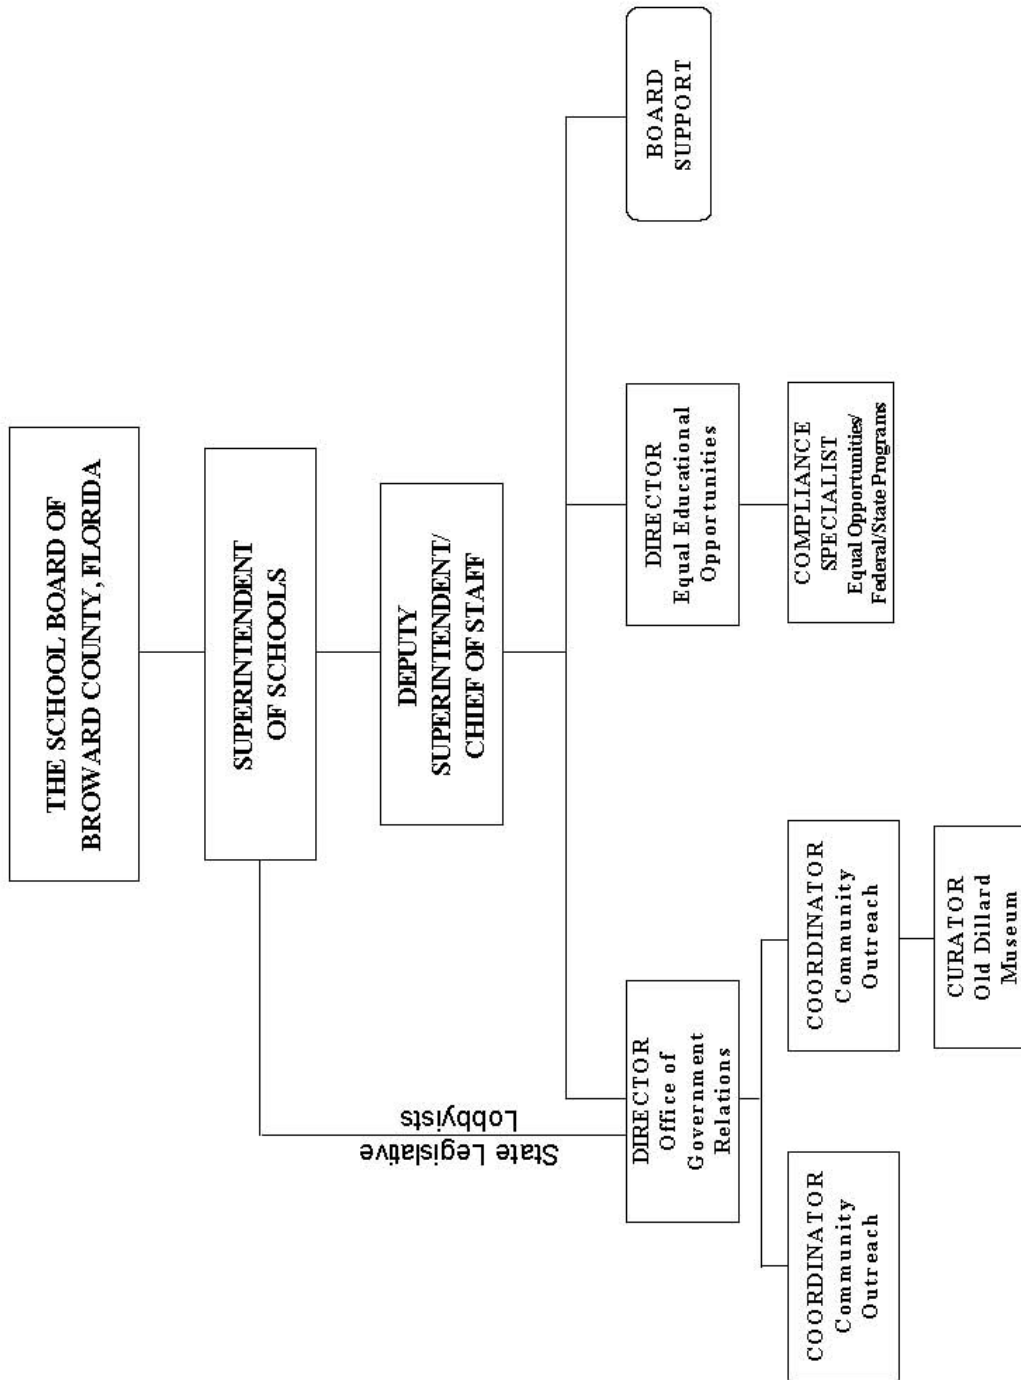 THE SCHOOL BOARD OF
BROWARD COUNTY, FLORIDA
SUPERINTENDENT
OF SCHOOLS
DEPUTY
SUPERINTENDENT/
CHIEF OF STAFF
State Legislative
Lobbyists
DIRECTOR
Office of
Government
Relations
DIRECTOR
Equal Educational
Opportunities
BOARD
SUPPORT
COORDINATOR
Community
Outreach
COORDINATOR
Community
Outreach
COMPLIANCE
SPECIALIST
Equal Opportunities/
Federal/State Programs
CURATOR
Old Dillard
Museum